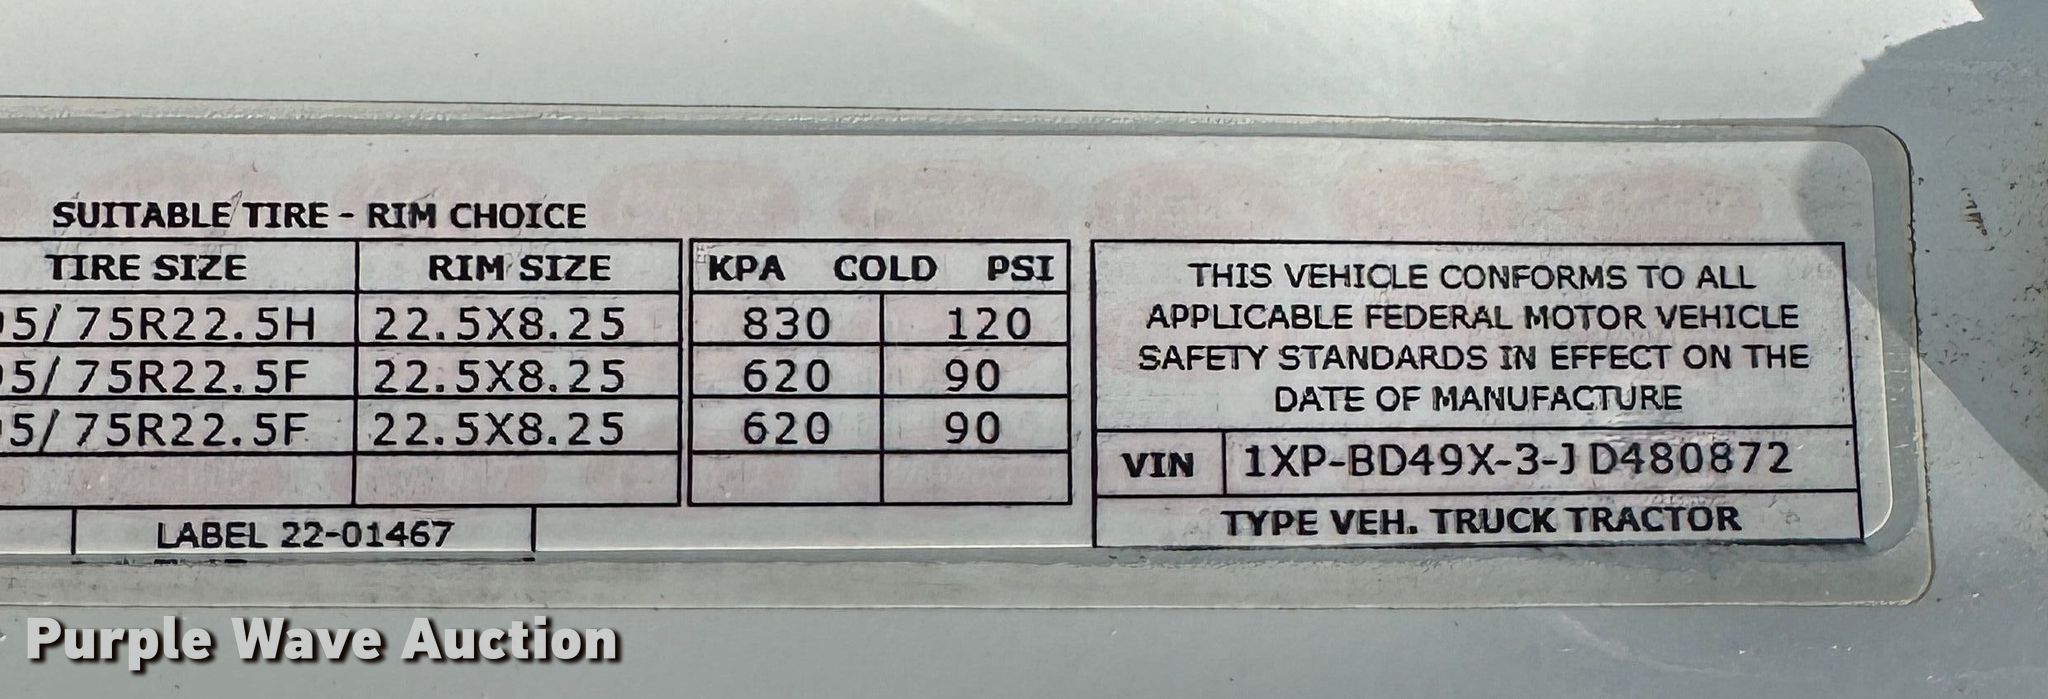 SUITABLE TIRE - RIM CHOICE
TIRE SIZE RIM SIZE KPA COLD PSI
5/75R22.5H 22.5X8.25 830 120
5/75R22.5F 22.5X8.25 620 90
95/75R22.5F 22.5X8.25 620 90
THIS VEHICLE CONFORMS TO ALL
APPLICABLE FEDERAL MOTOR VEHICLE
SAFETY STANDARDS IN EFFECT ON THE
DATE OF MANUFACTURE
VIN 1XP-BD49X-3-JD480872
TYPE VEH. TRUCK TRACTOR
LABEL 22-01467
Purple Wave Auction